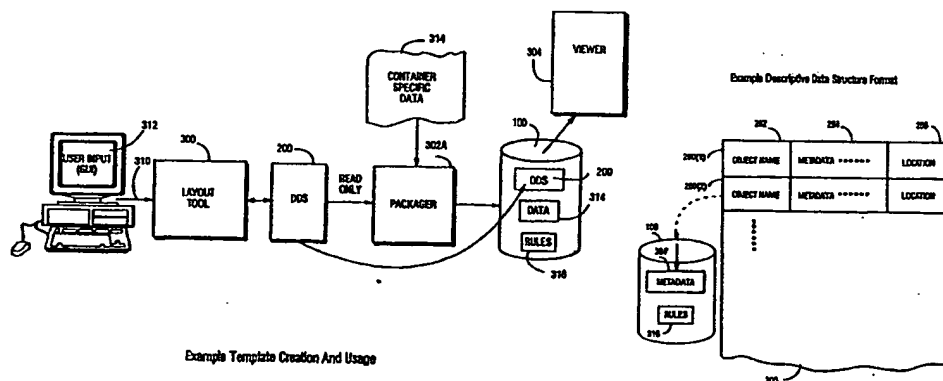 314
CONTAINER
SPECIFIC
DATA
304
VIEWER
312
USER INPUT
(GUI)
310
300
LAYOUT
TOOL
200
DDS
READ
ONLY
302A
PACKAGER
100
DDS
200
DATA
314
RULES
316
Example Template Creation And Usage
Example Descriptive Data Structure Format
OBJECT NAME
METADATA
LOCATION
OBJECT NAME
METADATA
LOCATION
METADATA
RULES
316